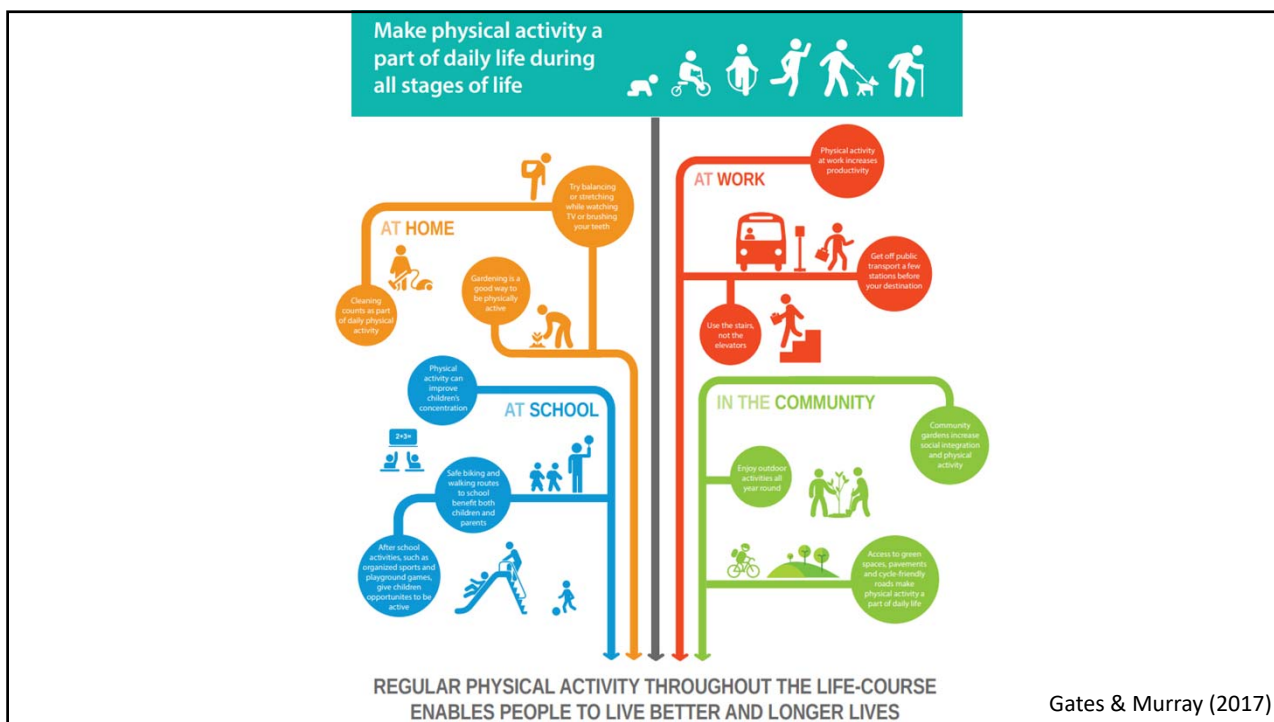 Make physical activity a
part of daily life during
all stages of life
AT HOME
Try balancing
or stretching
while watching
TV or brushing
your teeth
Gardening is a
good way to
be physically
active
Cleaning
counts as part
of daily physical
activity
AT WORK
Physical activity
at work increases
productivity
Get off public
transport a few
stations before
your destination
Use the stairs,
not the
elevators
AT SCHOOL
Physical
activity can
improve
children's
concentration
2+3=
Safe biking and
walking routes
to school
benefit both
children and
parents
After school
activities, such as
organized sports and
playground games,
give children
opportunites to be
active
IN THE COMMUNITY
Community
gardens increase
social integration
and physical
activity
Enjoy outdoor
activities all
year round
Access to green
spaces, pavements
and cycle-friendly
roads make
physical activity a
part of daily life
REGULAR PHYSICAL ACTIVITY THROUGHOUT THE LIFE-COURSE
ENABLES PEOPLE TO LIVE BETTER AND LONGER LIVES
Gates & Murray (2017)